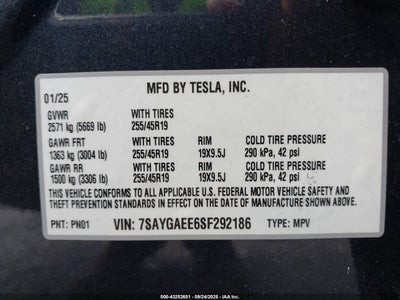 MFD BY TESLA, INC.
01/25
GVWR WITH TIRES
2571 kg (5669 lb) 255/45R19
GAWR FRT WITH TIRES RIM COLD TIRE PRESSURE
1363 kg (3004 lb) 255/45R19 19X9.5J 290 kPa, 42 psi
GAWR RR WITH TIRES RIM COLD TIRE PRESSURE
1500 kg (3306 lb) 255/45R19 19X9.5J 290 kPa, 42 psi
THIS VEHICLE CONFORMS TO ALL APPLICABLE U.S. FEDERAL MOTOR VEHICLE SAFETY
AND THEFT PREVENTION STANDARDS IN EFFECT ON THE DATE OF MANUFACTURE SHOWN ABOVE.
PNT: PN01 VIN: 7SAYGAEE6SF292186 TYPE: MPV
000-43252651 - 09/24/2025 - IMAGE